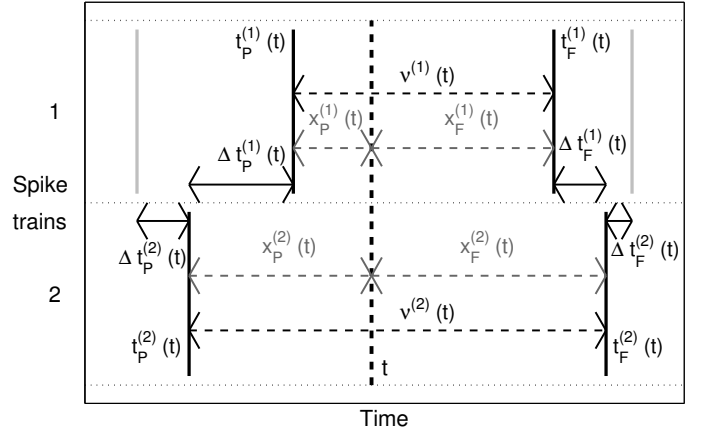 t_P^(1) (t)
t_F^(1) (t)
ν^(1) (t)
1
x_P^(1) (t)
x_F^(1) (t)
Δ t_P^(1) (t)
Δ t_F^(1) (t)
Spike
trains
Δ t_P^(2) (t)
x_P^(2) (t)
x_F^(2) (t)
Δ t_F^(2) (t)
2
ν^(2) (t)
t_P^(2) (t)
t_F^(2) (t)
t
Time